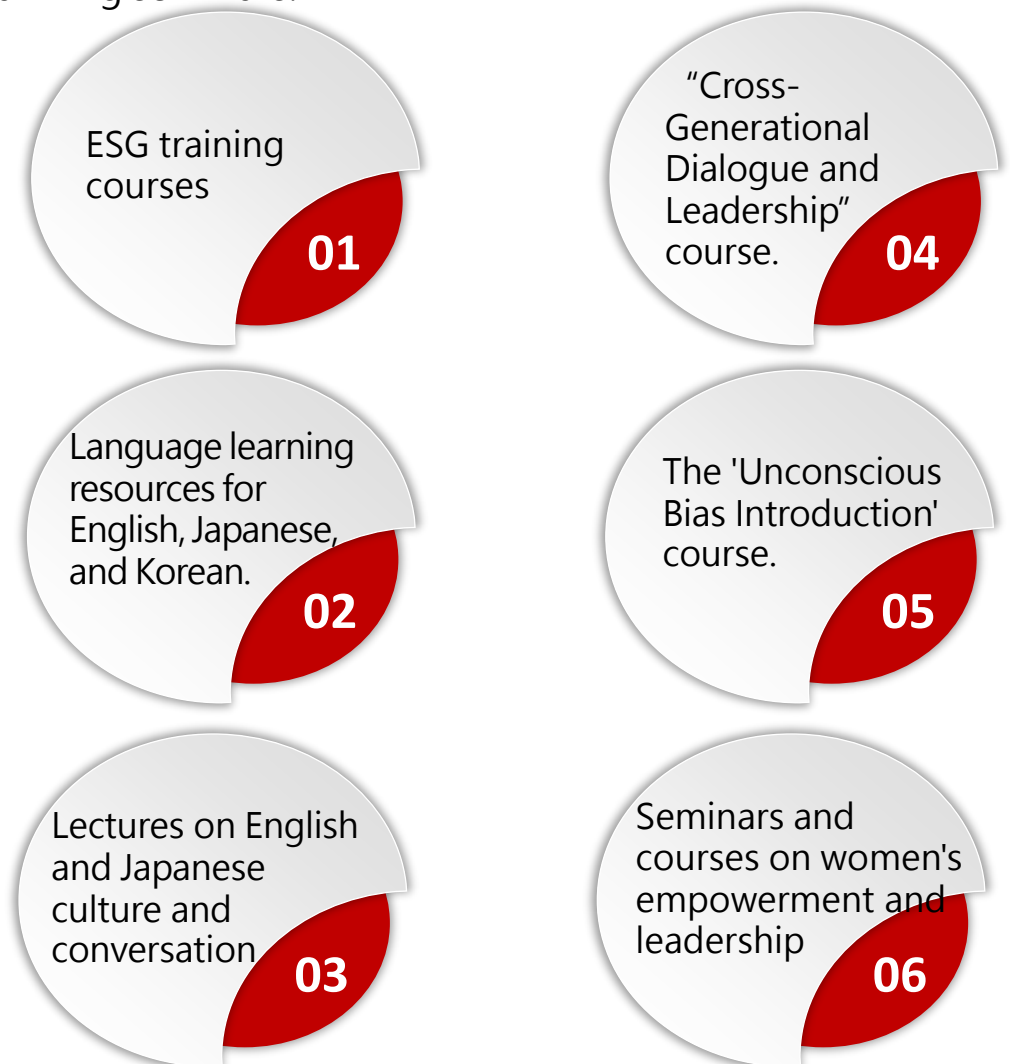 ESG training
courses
01
Language learning
resources for
English, Japanese,
and Korean.
02
Lectures on English
and Japanese
culture and
conversation
03
“Cross-
Generational
Dialogue and
Leadership”
course.
04
The 'Unconscious
Bias Introduction'
course.
05
Seminars and
courses on women's
empowerment and
leadership
06